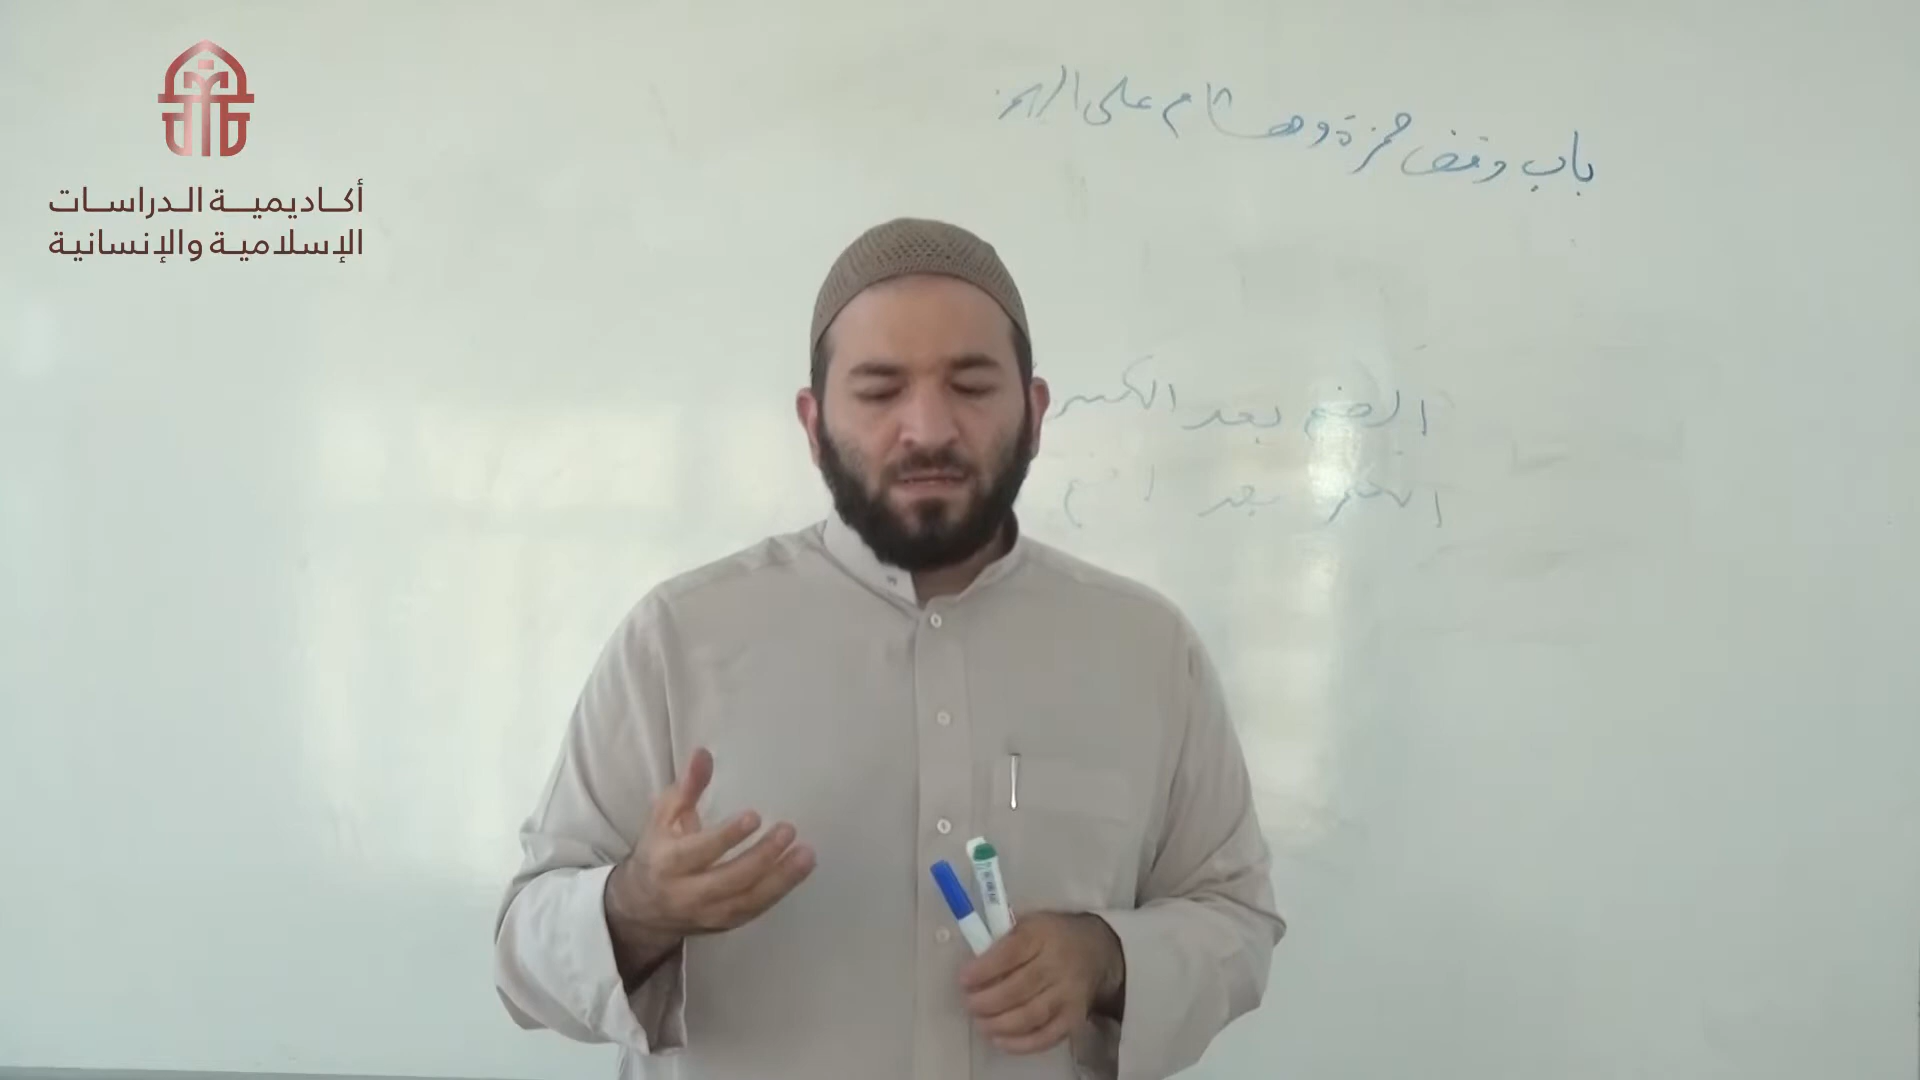 باب وقف حمزة وهشام على الهمز
أكاديمية الدراسات
الإسلامية والإنسانية
الضم بعد الكسر
الكسر بعد الضم